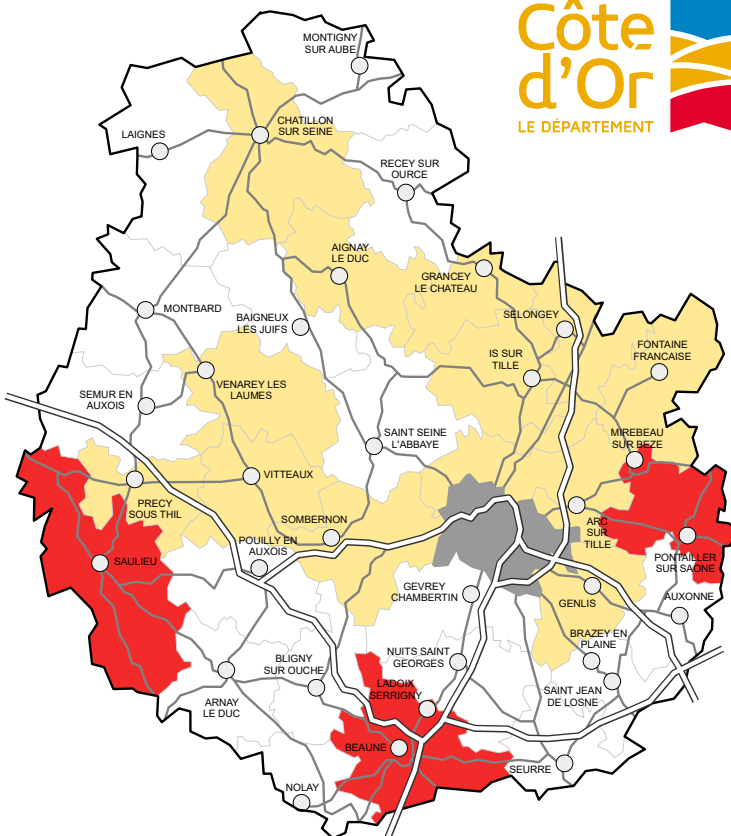 Côte
d'Or
LE DÉPARTEMENT
MONTIGNY
SUR AUBE
CHATILLON
SUR SEINE
LAIGNES
RECEY SUR
OURCE
AIGNAY
LE DUC
GRANCEY
LE CHATEAU
MONTBARD
BAIGNEUX
LES JUIFS
SELONGEY
IS SUR
TILLE
FONTAINE
FRANCAISE
VENAREY LES
LAUMES
SEMUR EN
AUXOIS
SAINT SEINE
L'ABBAYE
MIREBEAU
SUR BEZE
VITTEAUX
PRECY
SOUS THIL
SOMBERNON
ARC
SUR
TILLE
POUILLY EN
AUXOIS
SAULIEU
PONTAILLER
SUR SAONE
GEVREY
CHAMBERTIN
GENLIS
AUXONNE
BRAZEY EN
PLAINE
NUITS SAINT
GEORGES
BLIGNY
SUR OUCHE
LADOIX
SERRIGNY
SAINT JEAN
DE LOSNE
ARNAY
LE DUC
BEAUNE
SEURRE
NOLAY